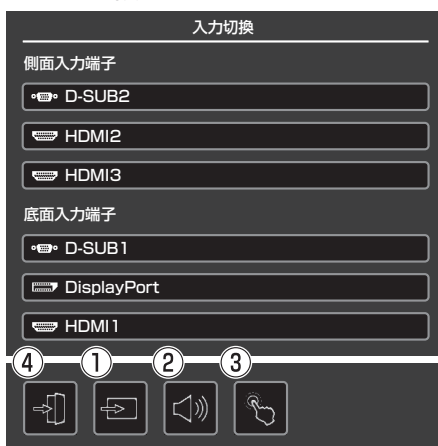 入力切換
側面入力端子
D-SUB2
HDMI2
HDMI3
底面入力端子
D-SUB1
DisplayPort
HDMI1
④ ① ② ③